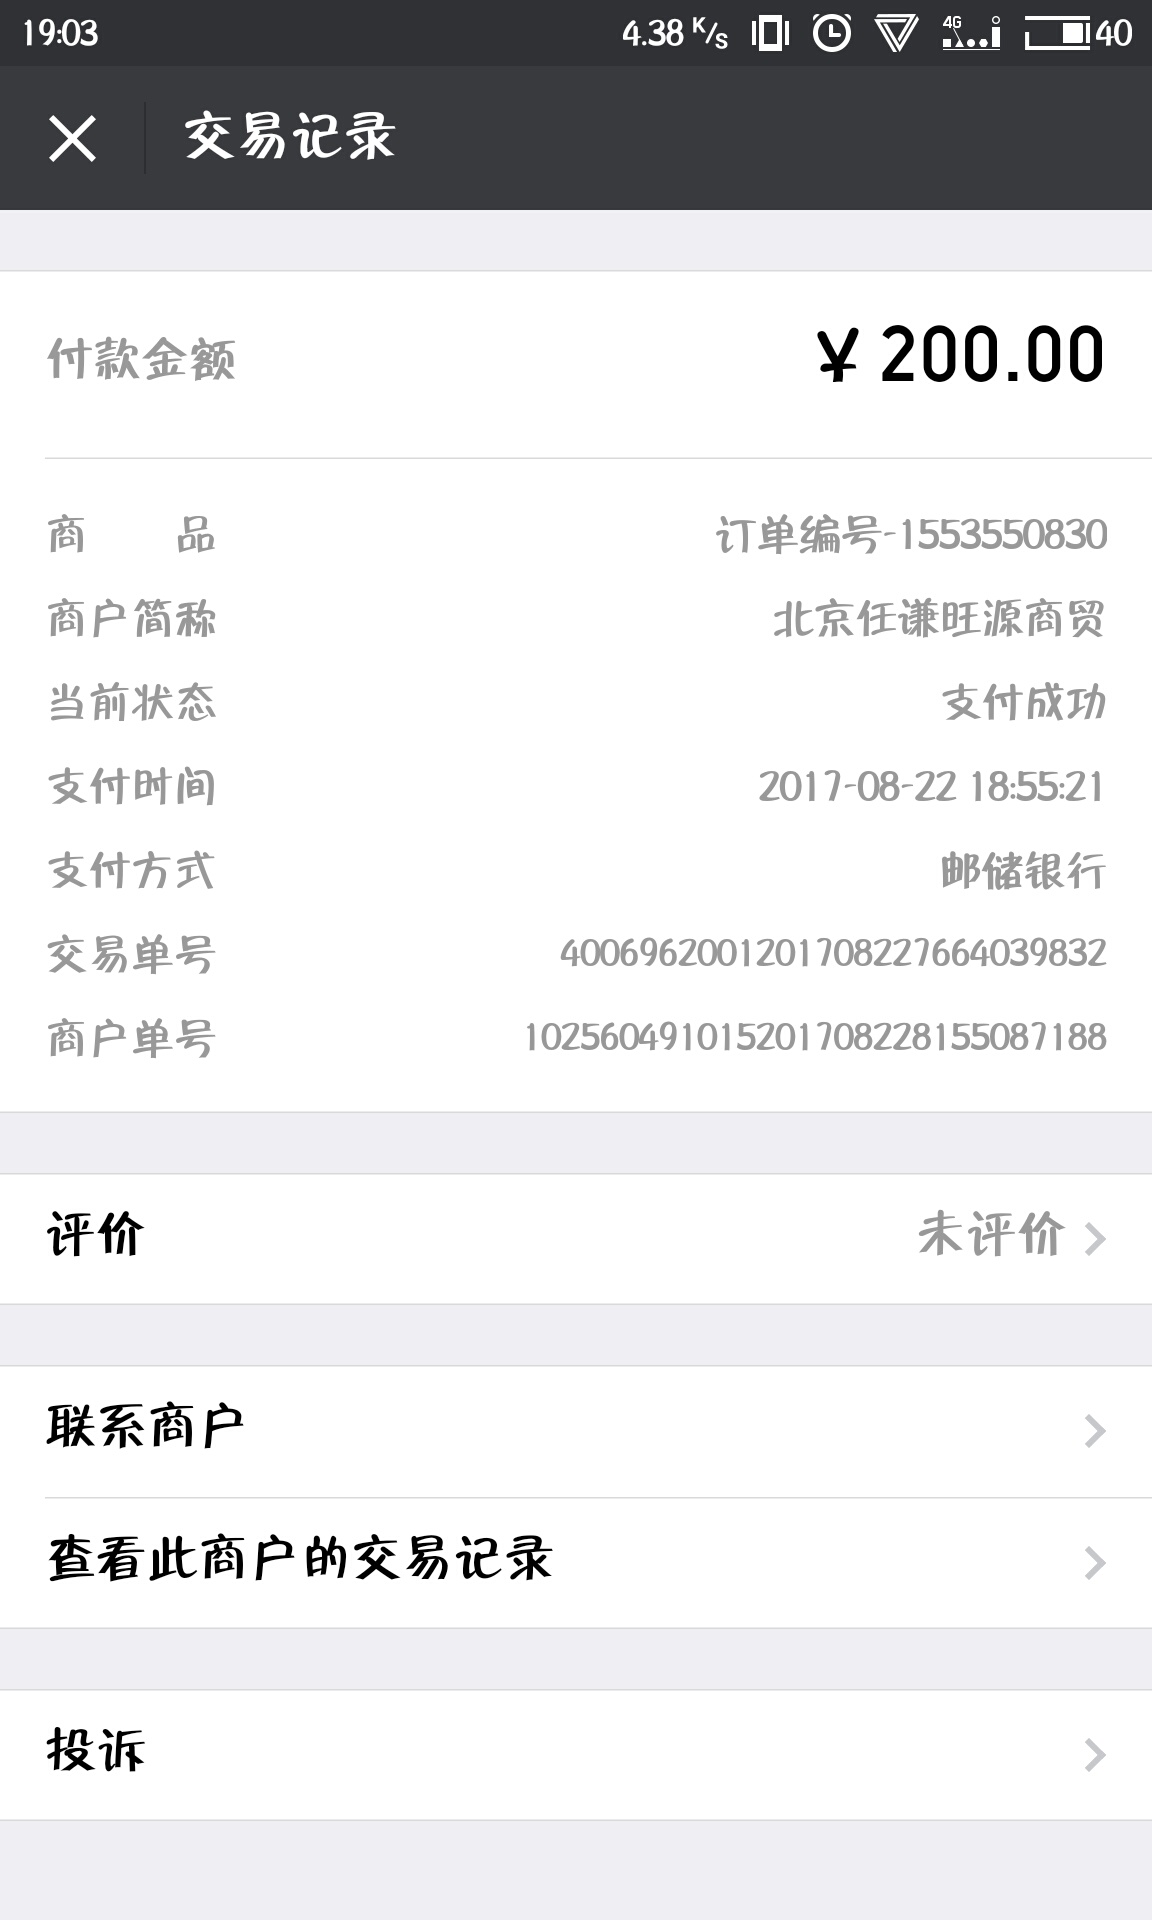 19:03 4.38 K/s 4G 40
交易记录
付款金额 ¥ 200.00
商 品 订单编号-1553550830
商户简称 北京任谦旺源商贸
当前状态 支付成功
支付时间 2017-08-22 18:55:21
支付方式 邮储银行
交易单号 4006962001201708227664039832
商户单号 102560491015201708228155087188
评价 未评价
联系商户
查看此商户的交易记录
投诉